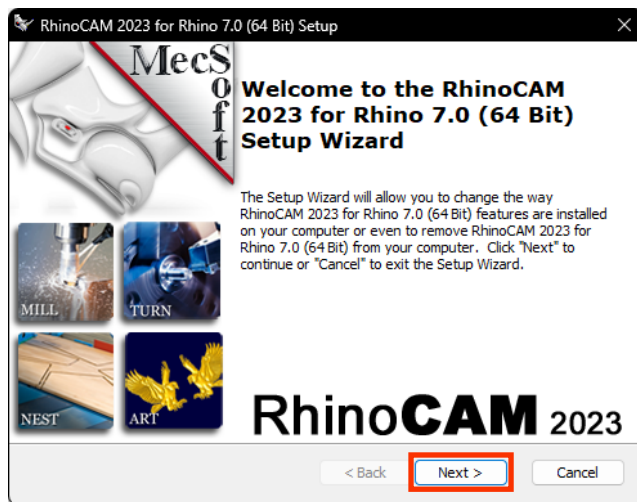 RhinoCAM 2023 for Rhino 7.0 (64 Bit) Setup
MecSoft
Welcome to the RhinoCAM
2023 for Rhino 7.0 (64 Bit)
Setup Wizard
The Setup Wizard will allow you to change the way
RhinoCAM 2023 for Rhino 7.0 (64 Bit) features are installed
on your computer or even to remove RhinoCAM 2023 for
Rhino 7.0 (64 Bit) from your computer.  Click "Next" to
continue or "Cancel" to exit the Setup Wizard.
MILL
TURN
NEST
ART
RhinoCAM 2023
< Back
Next >
Cancel